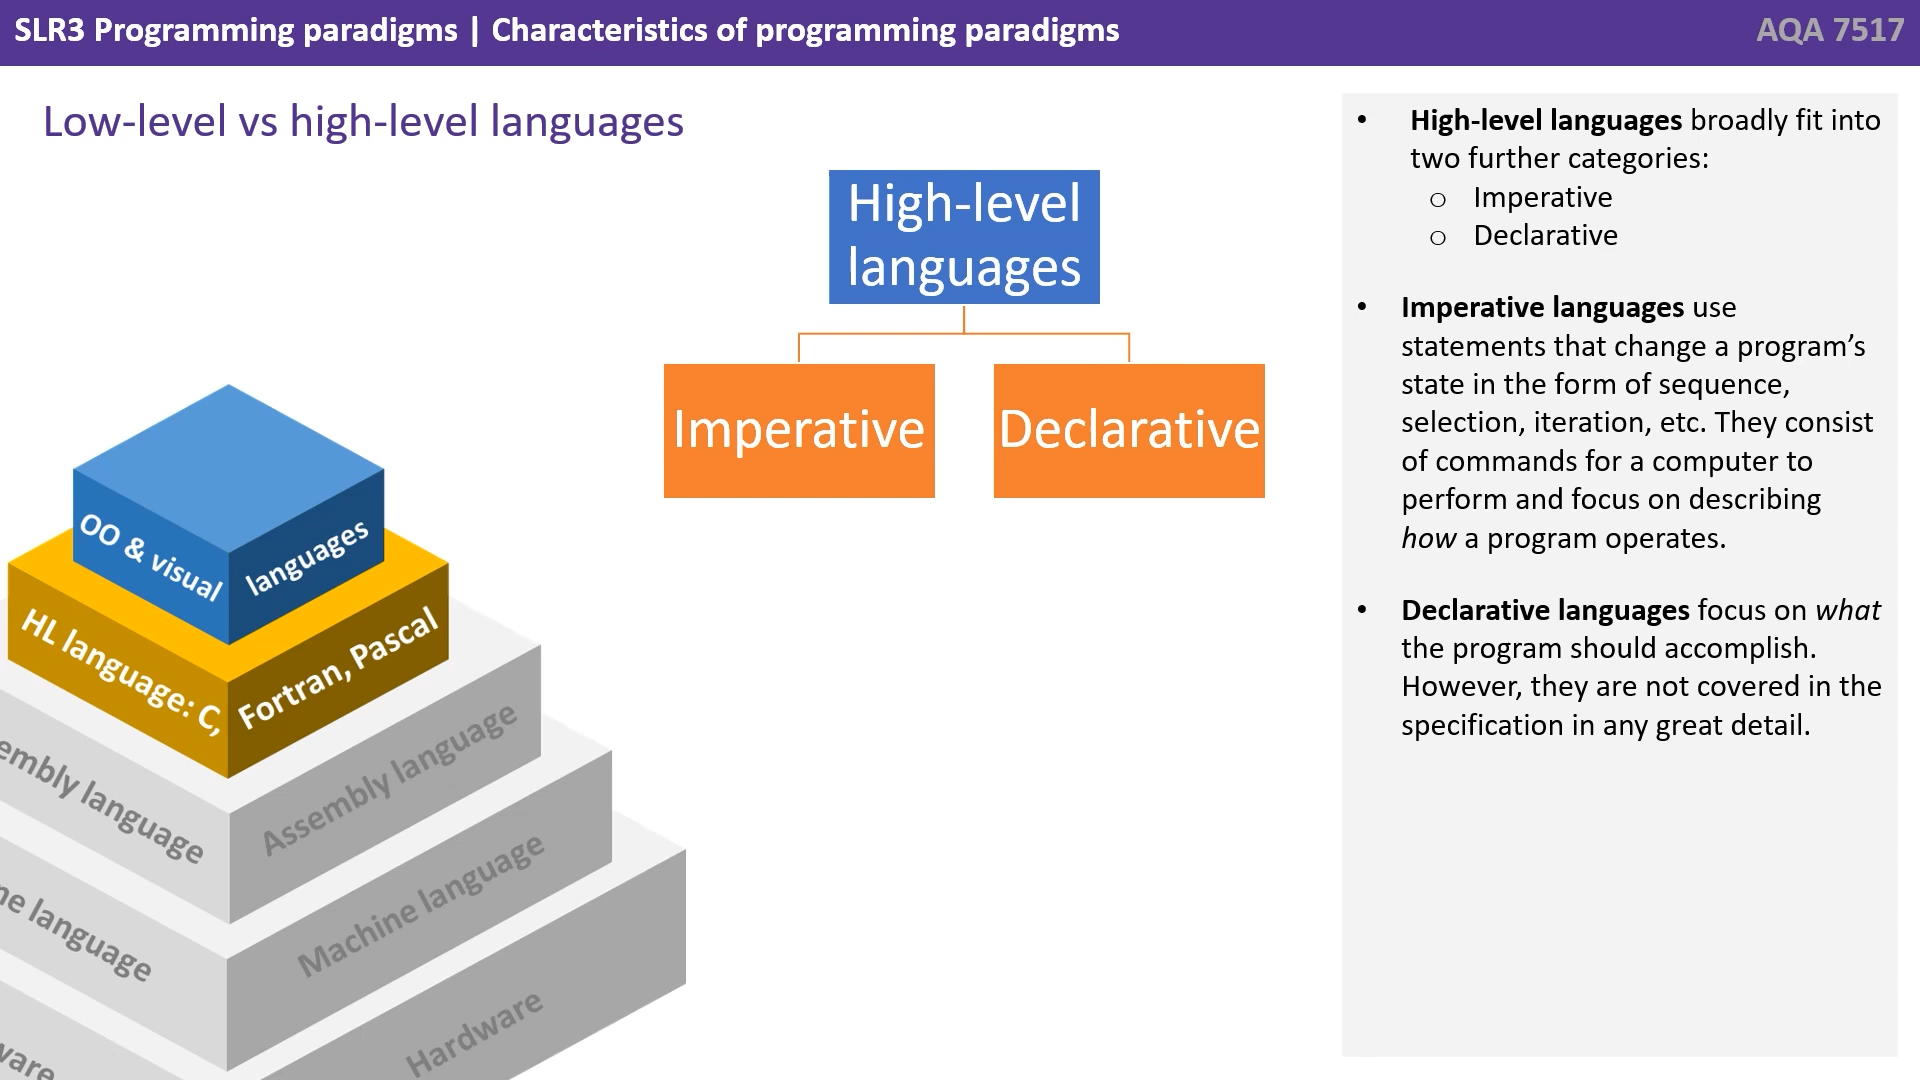 SLR3 Programming paradigms | Characteristics of programming paradigms
AQA 7517
Low-level vs high-level languages
High-level
languages
Imperative
Declarative
OO & visual
languages
HL language: C,
Fortran, Pascal
embly language
Assembly language
ne language
Machine language
ware
Hardware
• High-level languages broadly fit into
two further categories:
o Imperative
o Declarative
• Imperative languages use
statements that change a program’s
state in the form of sequence,
selection, iteration, etc. They consist
of commands for a computer to
perform and focus on describing
how a program operates.
• Declarative languages focus on what
the program should accomplish.
However, they are not covered in the
specification in any great detail.